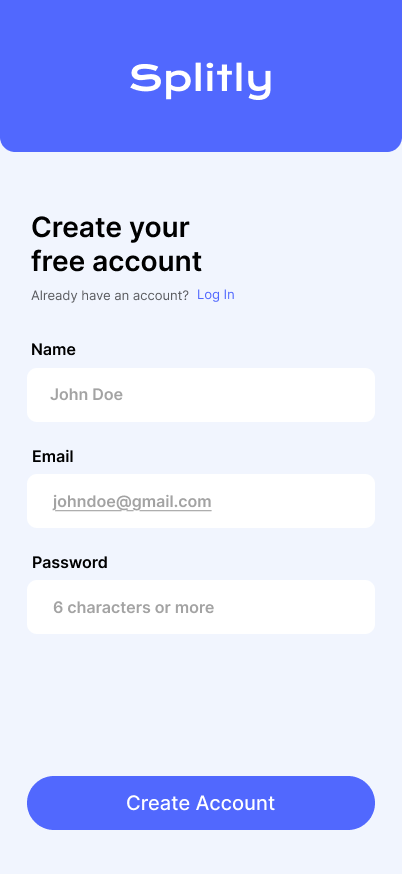 Splitly
Create your
free account
Already have an account? Log In
Name
John Doe
Email
johndoe@gmail.com
Password
6 characters or more
Create Account